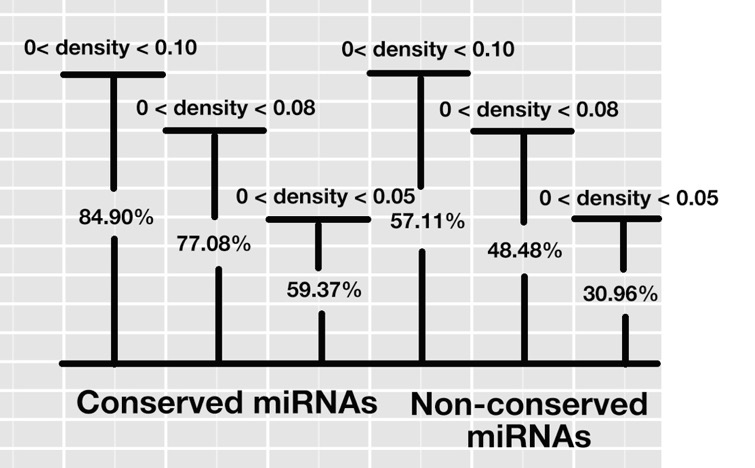 0< density < 0.10
0< density < 0.10
0 < density < 0.08
0 < density < 0.08
0 < density < 0.05
0 < density < 0.05
84.90%
57.11%
77.08%
48.48%
59.37%
30.96%
Conserved miRNAs
Non-conserved
miRNAs